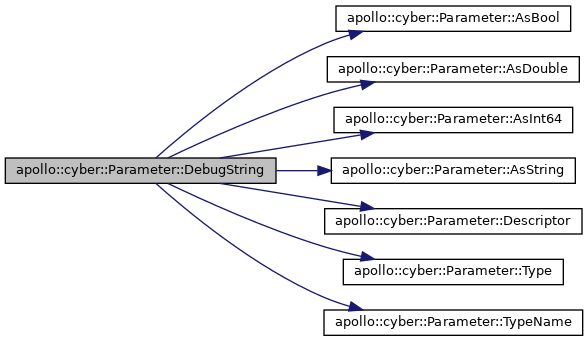 apollo::cyber::Parameter::AsBool
apollo::cyber::Parameter::AsDouble
apollo::cyber::Parameter::AsInt64
apollo::cyber::Parameter::DebugString
apollo::cyber::Parameter::AsString
apollo::cyber::Parameter::Descriptor
apollo::cyber::Parameter::Type
apollo::cyber::Parameter::TypeName